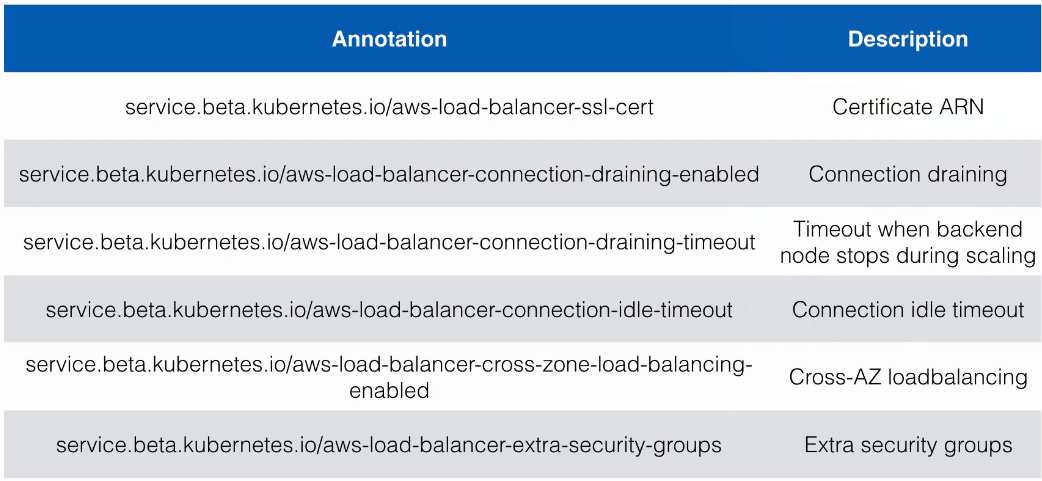 Annotation Description
service.beta.kubernetes.io/aws-load-balancer-ssl-cert Certificate ARN
service.beta.kubernetes.io/aws-load-balancer-connection-draining-enabled Connection draining
service.beta.kubernetes.io/aws-load-balancer-connection-draining-timeout Timeout when backend
node stops during scaling
service.beta.kubernetes.io/aws-load-balancer-connection-idle-timeout Connection idle timeout
service.beta.kubernetes.io/aws-load-balancer-cross-zone-load-balancing-
enabled Cross-AZ loadbalancing
service.beta.kubernetes.io/aws-load-balancer-extra-security-groups Extra security groups